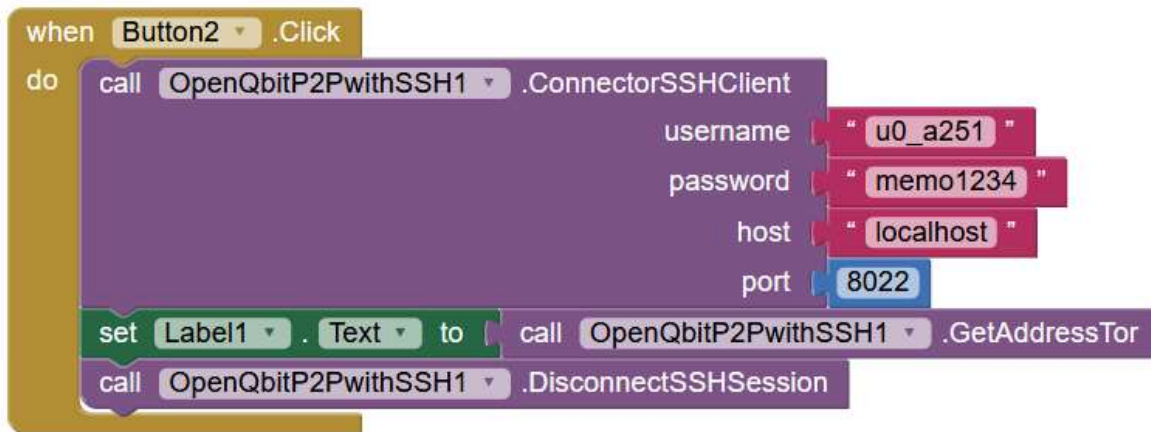 when Button2 .Click
do call OpenQbitP2PwithSSH1 .ConnectorSSHClient
username " u0_a251 "
password " memo1234 "
host " localhost "
port 8022
set Label1 . Text to call OpenQbitP2PwithSSH1 .GetAddressTor
call OpenQbitP2PwithSSH1 .DisconnectSSHSession